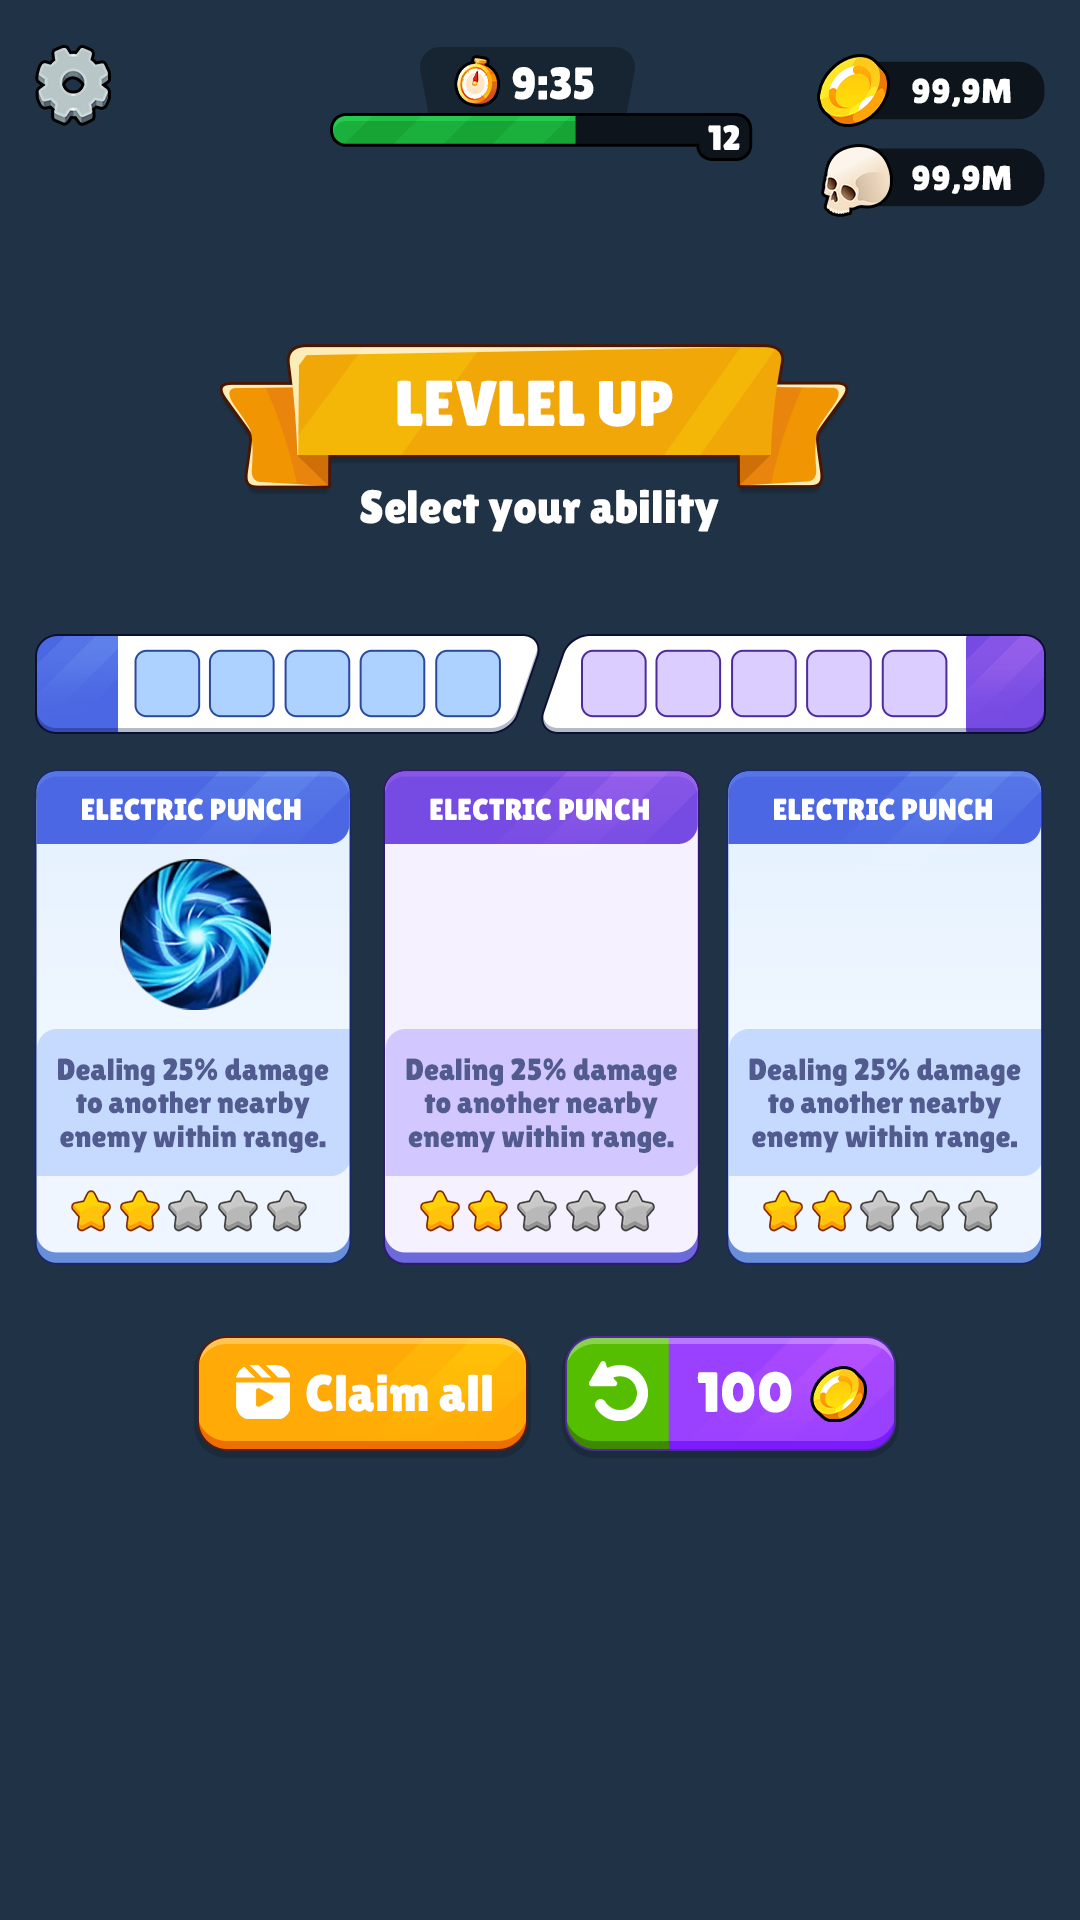 9:35
12
99,9M
99,9M
LEVLEL UP
Select your ability
ELECTRIC PUNCH
Dealing 25% damage
to another nearby
enemy within range.
ELECTRIC PUNCH
Dealing 25% damage
to another nearby
enemy within range.
ELECTRIC PUNCH
Dealing 25% damage
to another nearby
enemy within range.
Claim all
100